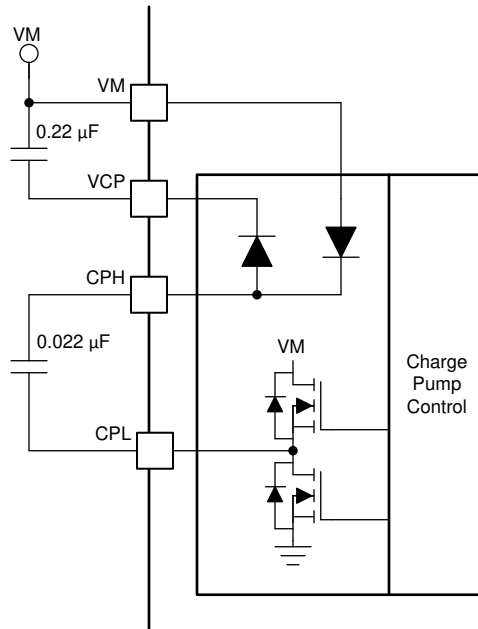 VM
VM
0.22 µF
VCP
CPH
0.022 µF
VM
Charge
Pump
Control
CPL